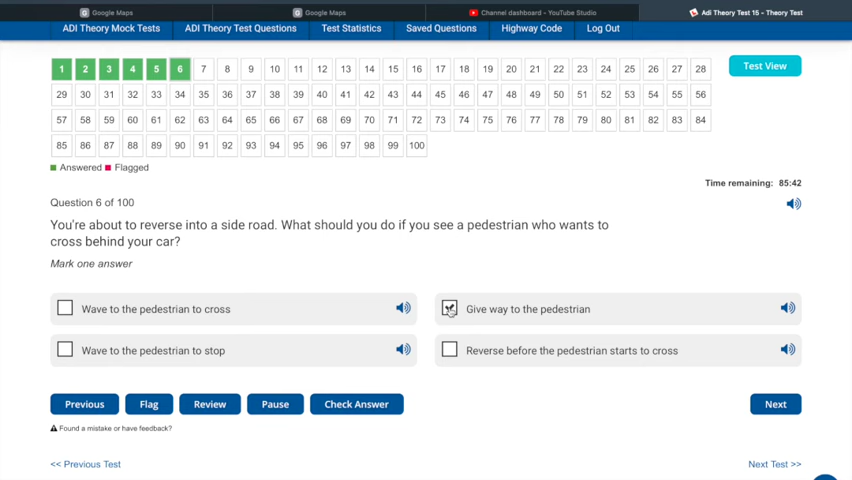 Google Maps
Google Maps
Channel dashboard - YouTube Studio
Adi Theory Test 15 - Theory Test
ADI Theory Mock Tests
ADI Theory Test Questions
Test Statistics
Saved Questions
Highway Code
Log Out
1 2 3 4 5 6 7 8 9 10 11 12 13 14 15 16 17 18 19 20 21 22 23 24 25 26 27 28
Test View
29 30 31 32 33 34 35 36 37 38 39 40 41 42 43 44 45 46 47 48 49 50 51 52 53 54 55 56
57 58 59 60 61 62 63 64 65 66 67 68 69 70 71 72 73 74 75 76 77 78 79 80 81 82 83 84
85 86 87 88 89 90 91 92 93 94 95 96 97 98 99 100
Answered Flagged
Time remaining: 85:42
Question 6 of 100
You're about to reverse into a side road. What should you do if you see a pedestrian who wants to
cross behind your car?
Mark one answer
Wave to the pedestrian to cross
Give way to the pedestrian
Wave to the pedestrian to stop
Reverse before the pedestrian starts to cross
Previous
Flag
Review
Pause
Check Answer
Next
Found a mistake or have feedback?
<< Previous Test
Next Test >>